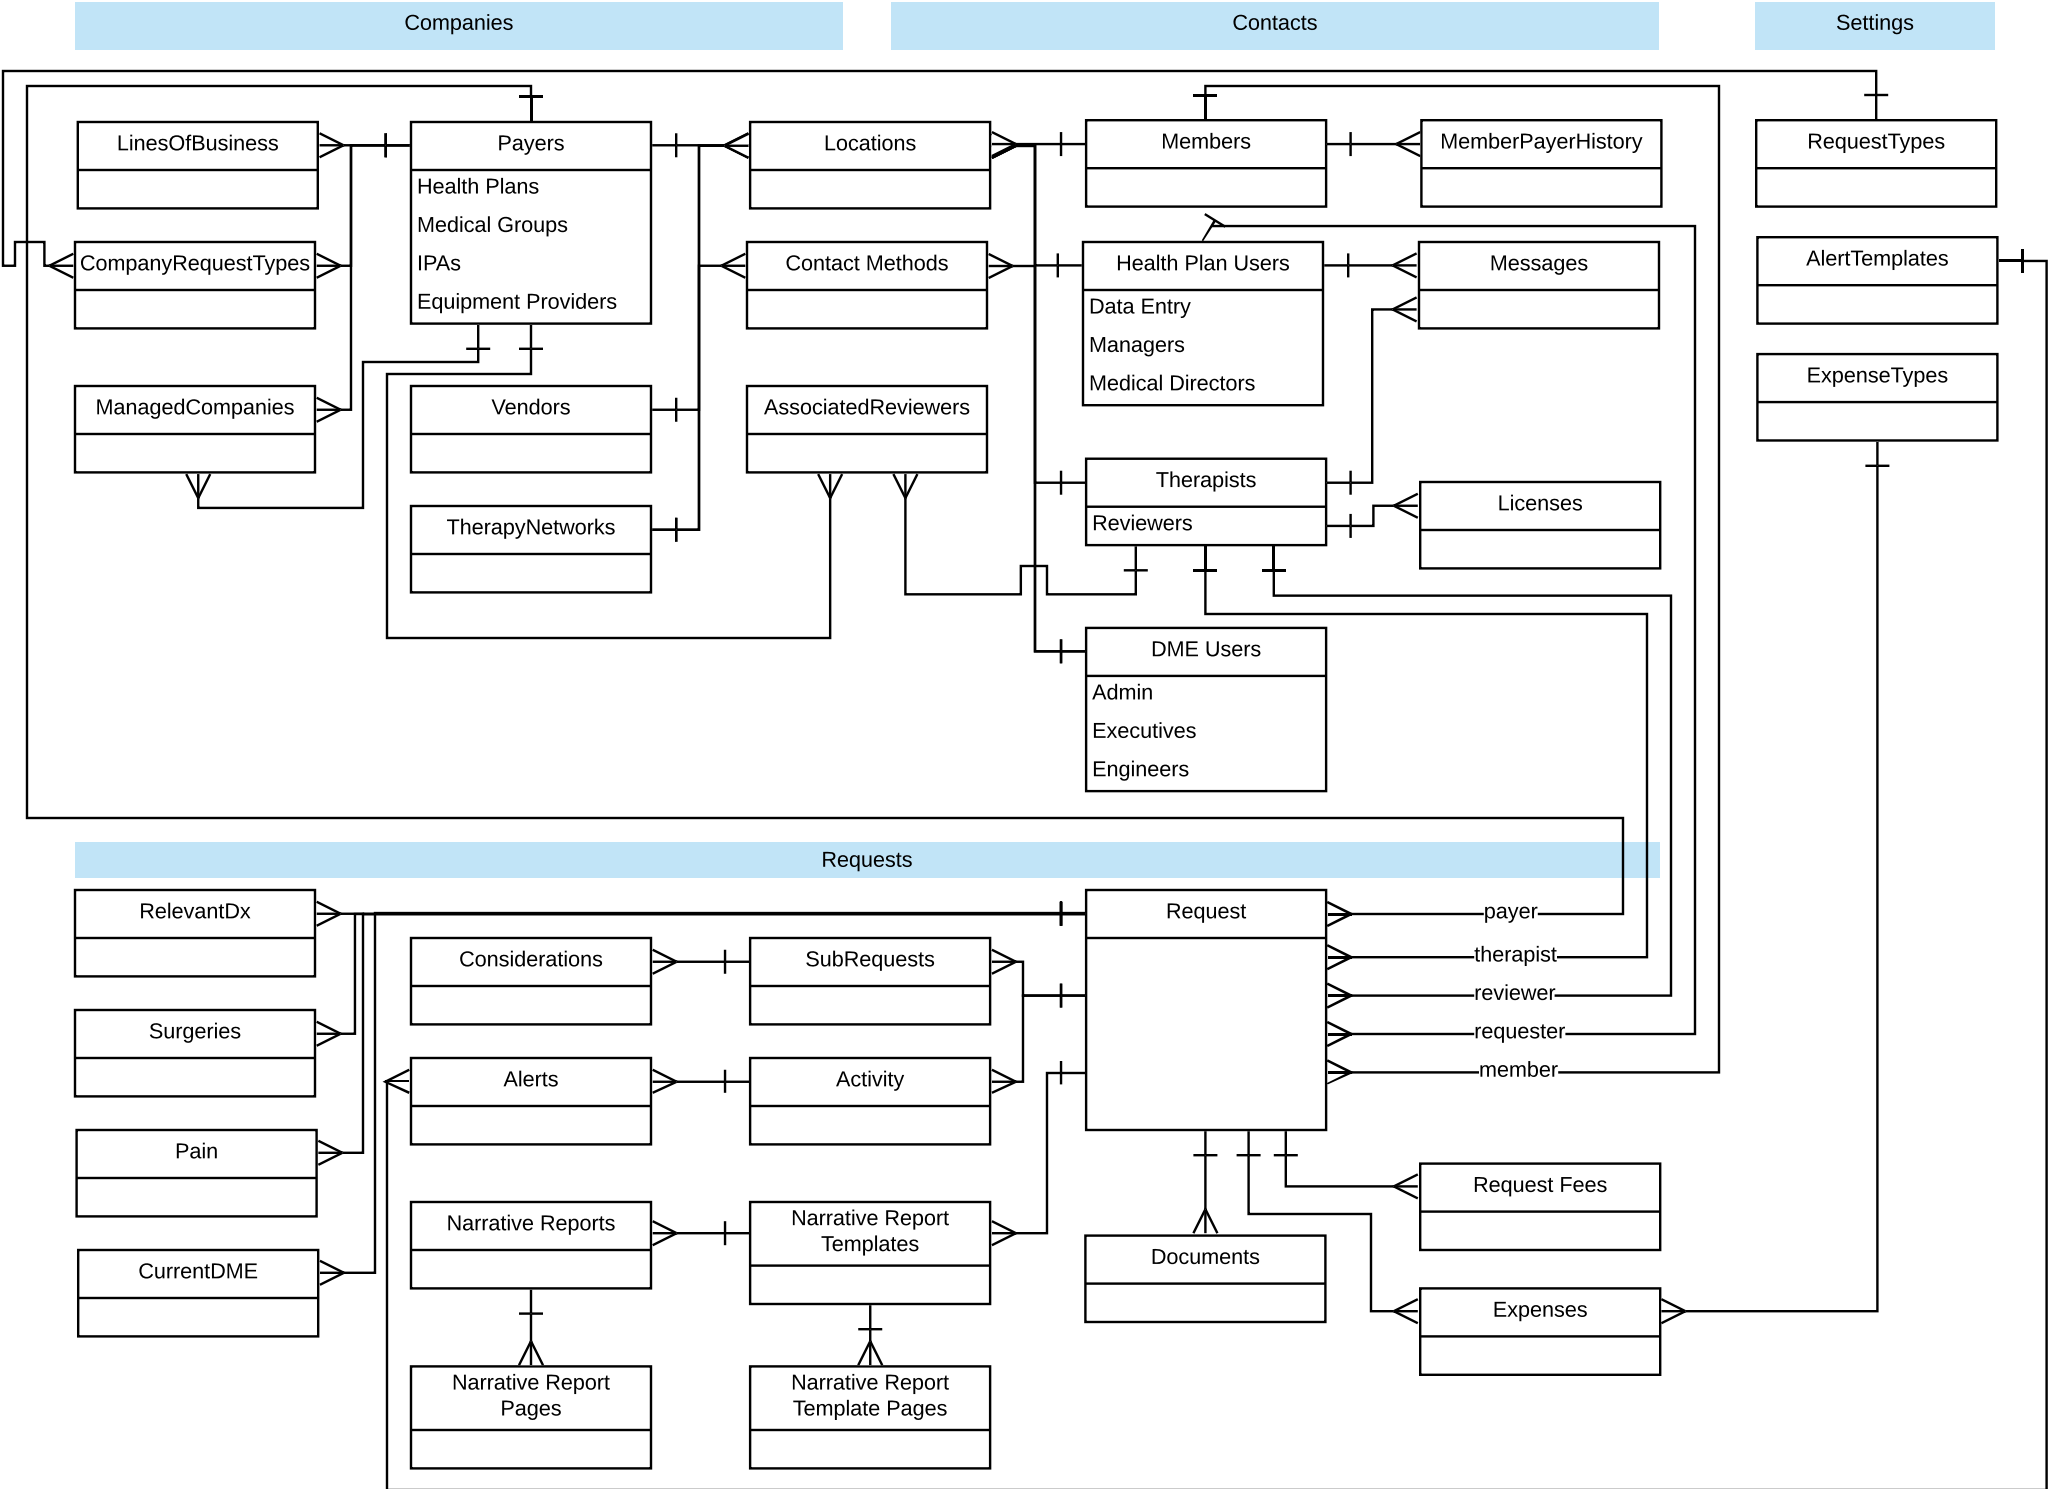 Companies
Contacts
Settings
LinesOfBusiness
Payers
Health Plans
Medical Groups
IPAs
Equipment Providers
Locations
Members
MemberPayerHistory
RequestTypes
CompanyRequestTypes
Contact Methods
Health Plan Users
Data Entry
Managers
Medical Directors
Messages
AlertTemplates
ManagedCompanies
Vendors
AssociatedReviewers
ExpenseTypes
TherapyNetworks
Therapists
Reviewers
Licenses
DME Users
Admin
Executives
Engineers
Requests
RelevantDx
Request
payer
therapist
reviewer
requester
member
Considerations
SubRequests
Surgeries
Alerts
Activity
Pain
Narrative Reports
Narrative Report
Templates
Request Fees
CurrentDME
Documents
Expenses
Narrative Report
Pages
Narrative Report
Template Pages